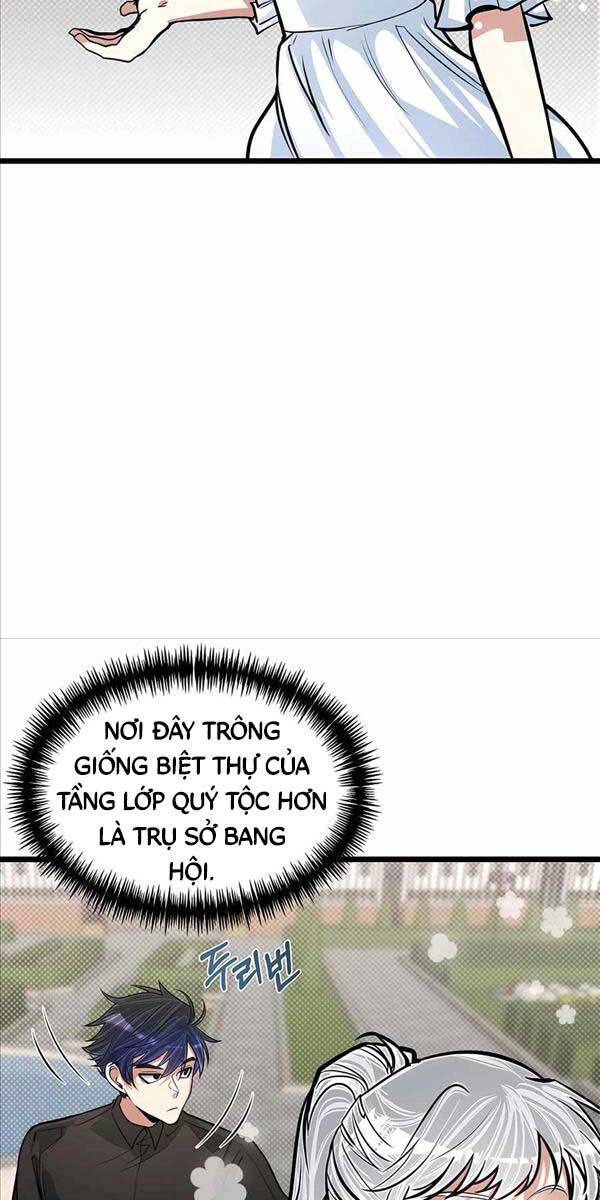 NƠI ĐÂY TRÔNG
GIỐNG BIỆT THỰ CỦA
TẦNG LỚP QUÝ TỘC HƠN
LÀ TRỤ SỞ BANG
HỘI.
두리번